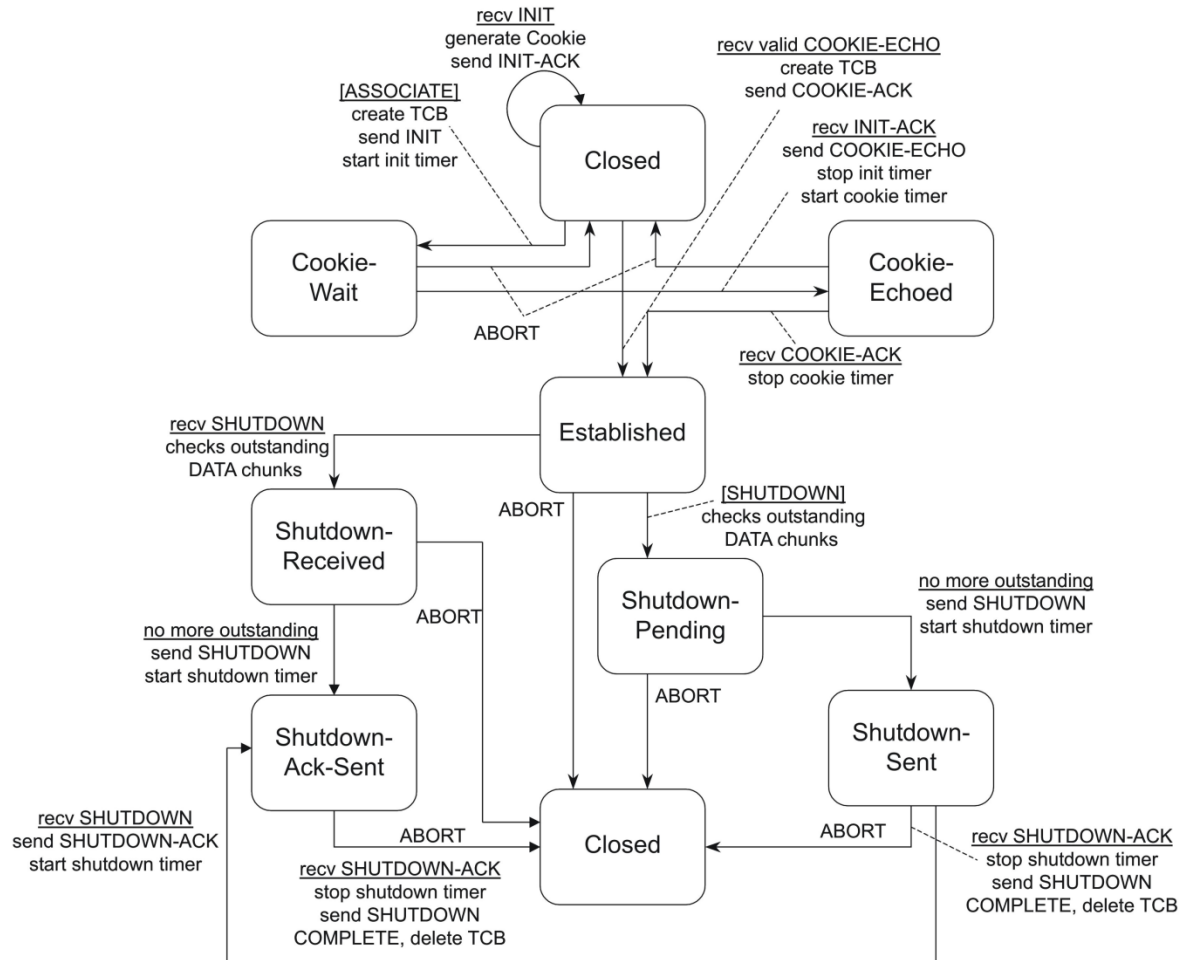 recv INIT
generate Cookie
send INIT-ACK
recv valid COOKIE-ECHO
create TCB
send COOKIE-ACK
[ASSOCIATE]
create TCB
send INIT
start init timer
recv INIT-ACK
send COOKIE-ECHO
stop init timer
start cookie timer
Closed
Cookie-
Wait
Cookie-
Echoed
ABORT
recv COOKIE-ACK
stop cookie timer
Established
recv SHUTDOWN
checks outstanding
DATA chunks
ABORT
[SHUTDOWN]
checks outstanding
DATA chunks
Shutdown-
Received
Shutdown-
Pending
ABORT
no more outstanding
send SHUTDOWN
start shutdown timer
no more outstanding
send SHUTDOWN
start shutdown timer
ABORT
Shutdown-
Ack-Sent
Shutdown-
Sent
recv SHUTDOWN
send SHUTDOWN-ACK
start shutdown timer
ABORT
Closed
ABORT
recv SHUTDOWN-ACK
stop shutdown timer
send SHUTDOWN
COMPLETE, delete TCB
recv SHUTDOWN-ACK
stop shutdown timer
send SHUTDOWN
COMPLETE, delete TCB